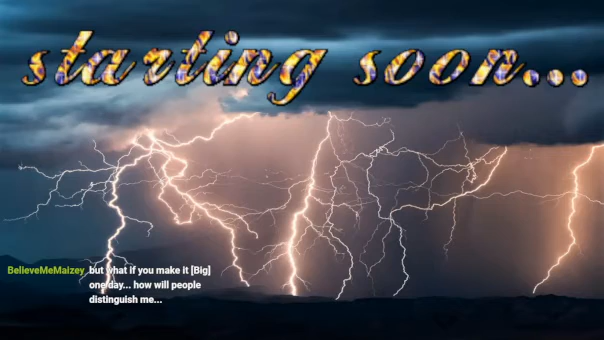 starting soon...
BelieveMeMaizey but what if you make it [Big]
one day... how will people
distinguish me...